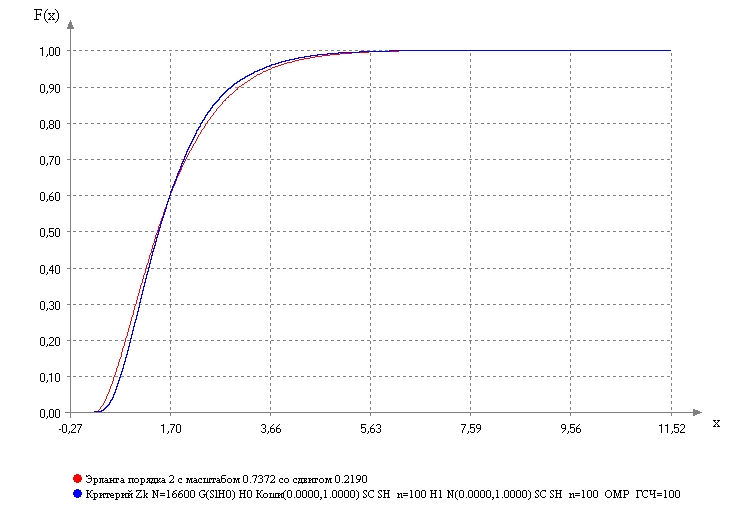 F(x)
1,00
0,90
0,80
0,70
0,60
0,50
0,40
0,30
0,20
0,10
0,00
-0,27 1,70 3,66 5,63 7,59 9,56 11,52
x
Эрланга порядка 2 с масштабом 0.7372 со сдвигом 0.2190
Критерий Zk N=16600 G(S|H0) H0 Коши(0.0000,1.0000) SC SH n=100 H1 N(0.0000,1.0000) SC SH n=100 ОМР ГСЧ=100